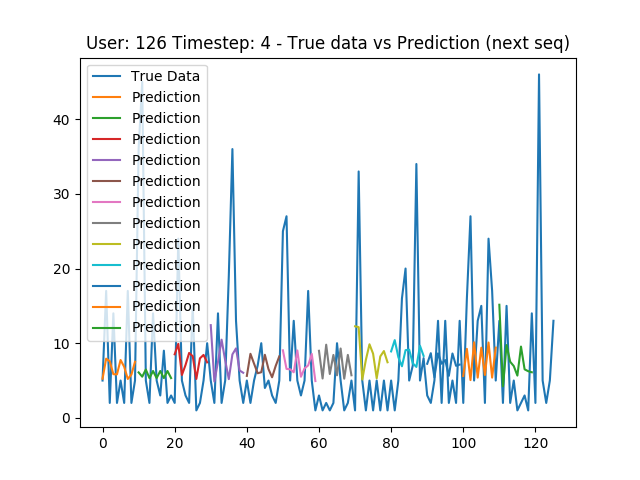 User: 126 Timestep: 4 - True data vs Prediction (next seq)
True Data
Prediction
Prediction
Prediction
Prediction
Prediction
Prediction
Prediction
Prediction
Prediction
Prediction
Prediction
Prediction
40
30
20
10
0
0 20 40 60 80 100 120